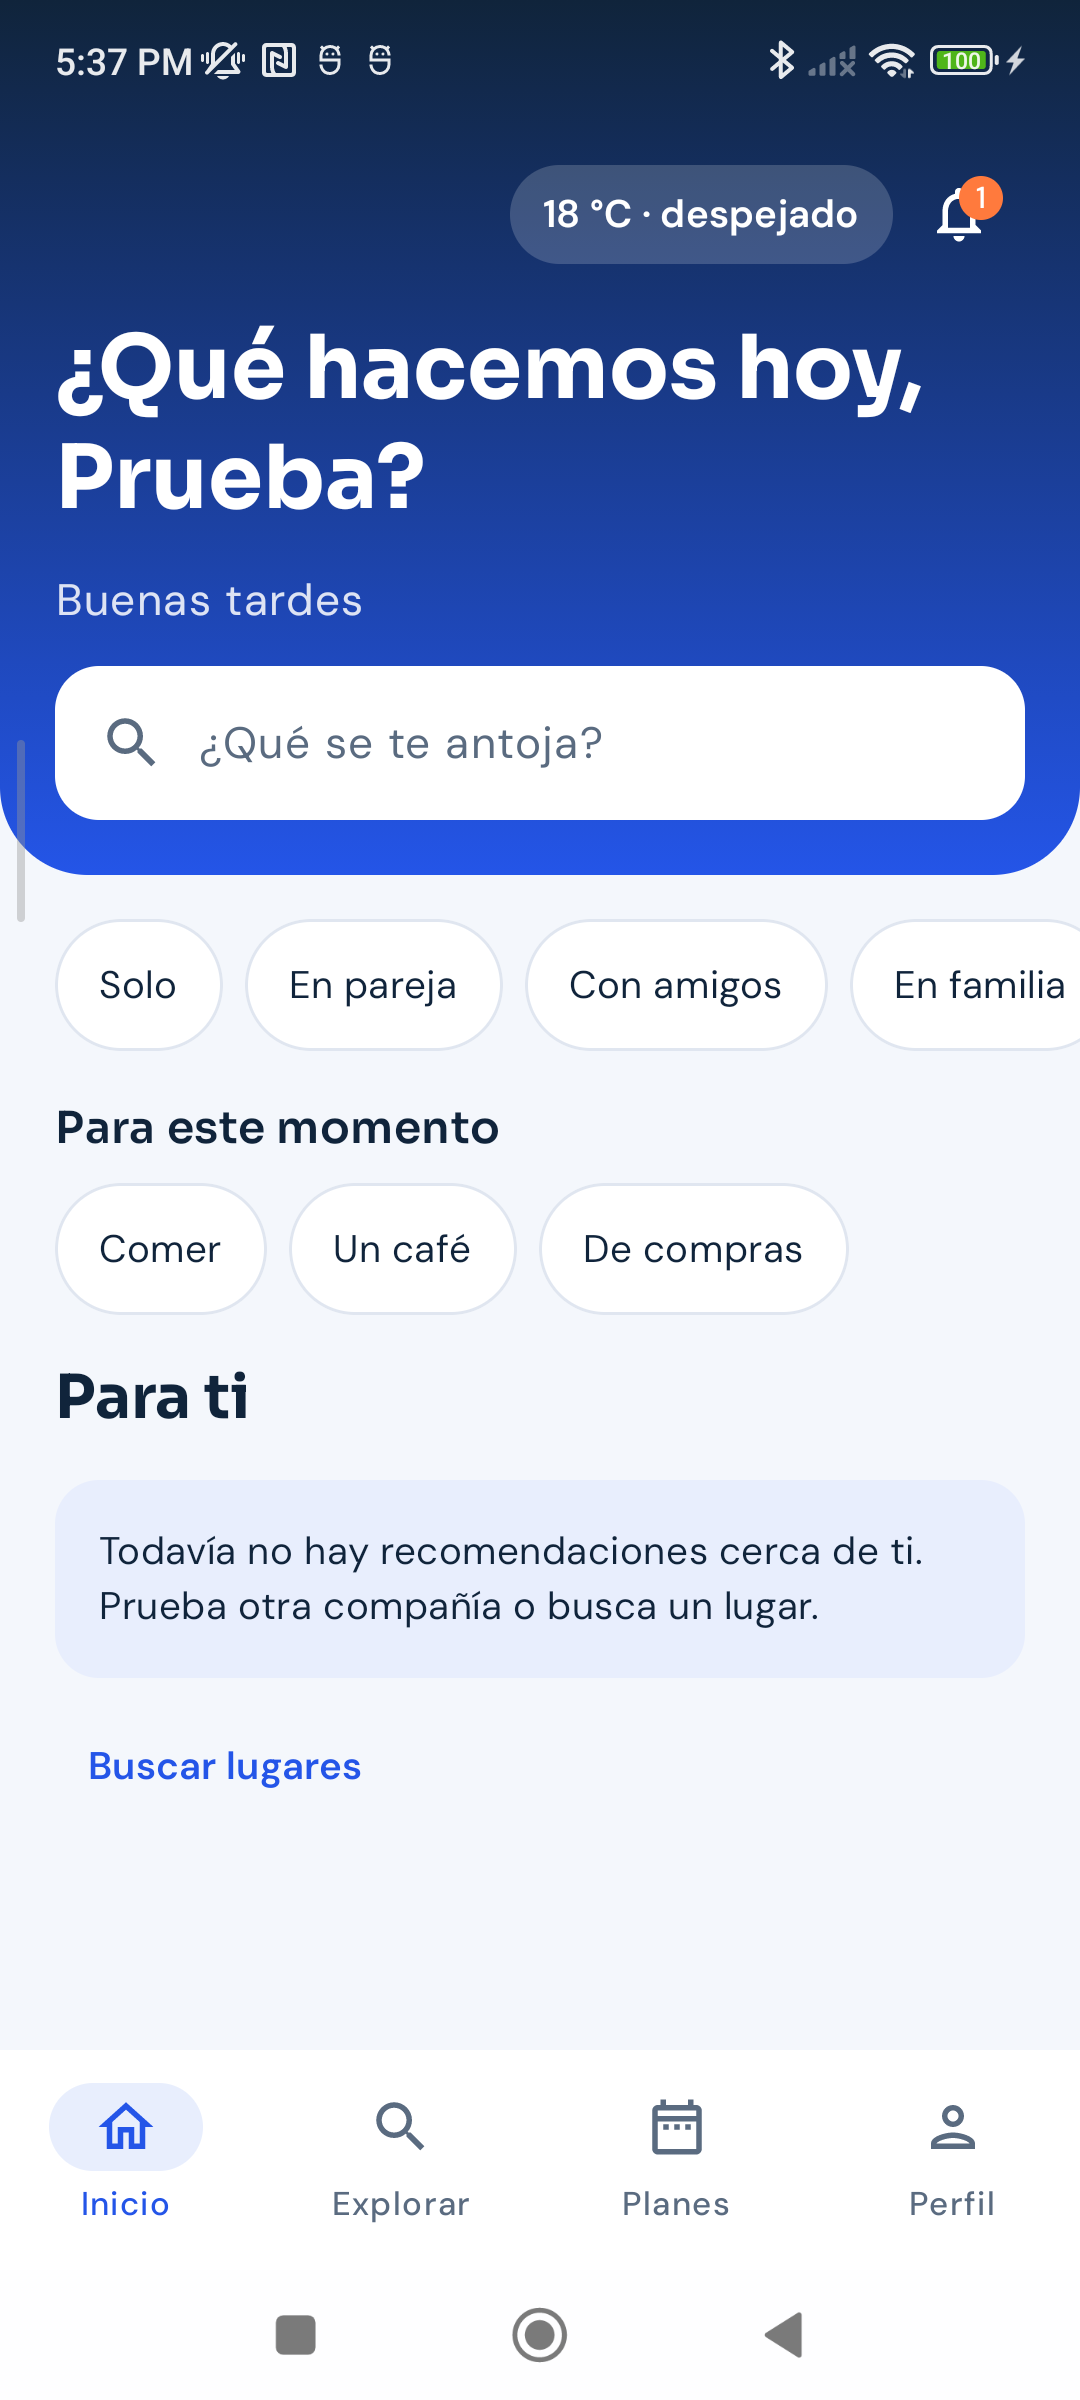 5:37 PM
100
18 °C · despejado
1
¿Qué hacemos hoy,
Prueba?
Buenas tardes
¿Qué se te antoja?
Solo
En pareja
Con amigos
En familia
Para este momento
Comer
Un café
De compras
Para ti
Todavía no hay recomendaciones cerca de ti.
Prueba otra compañía o busca un lugar.
Buscar lugares
Inicio
Explorar
Planes
Perfil